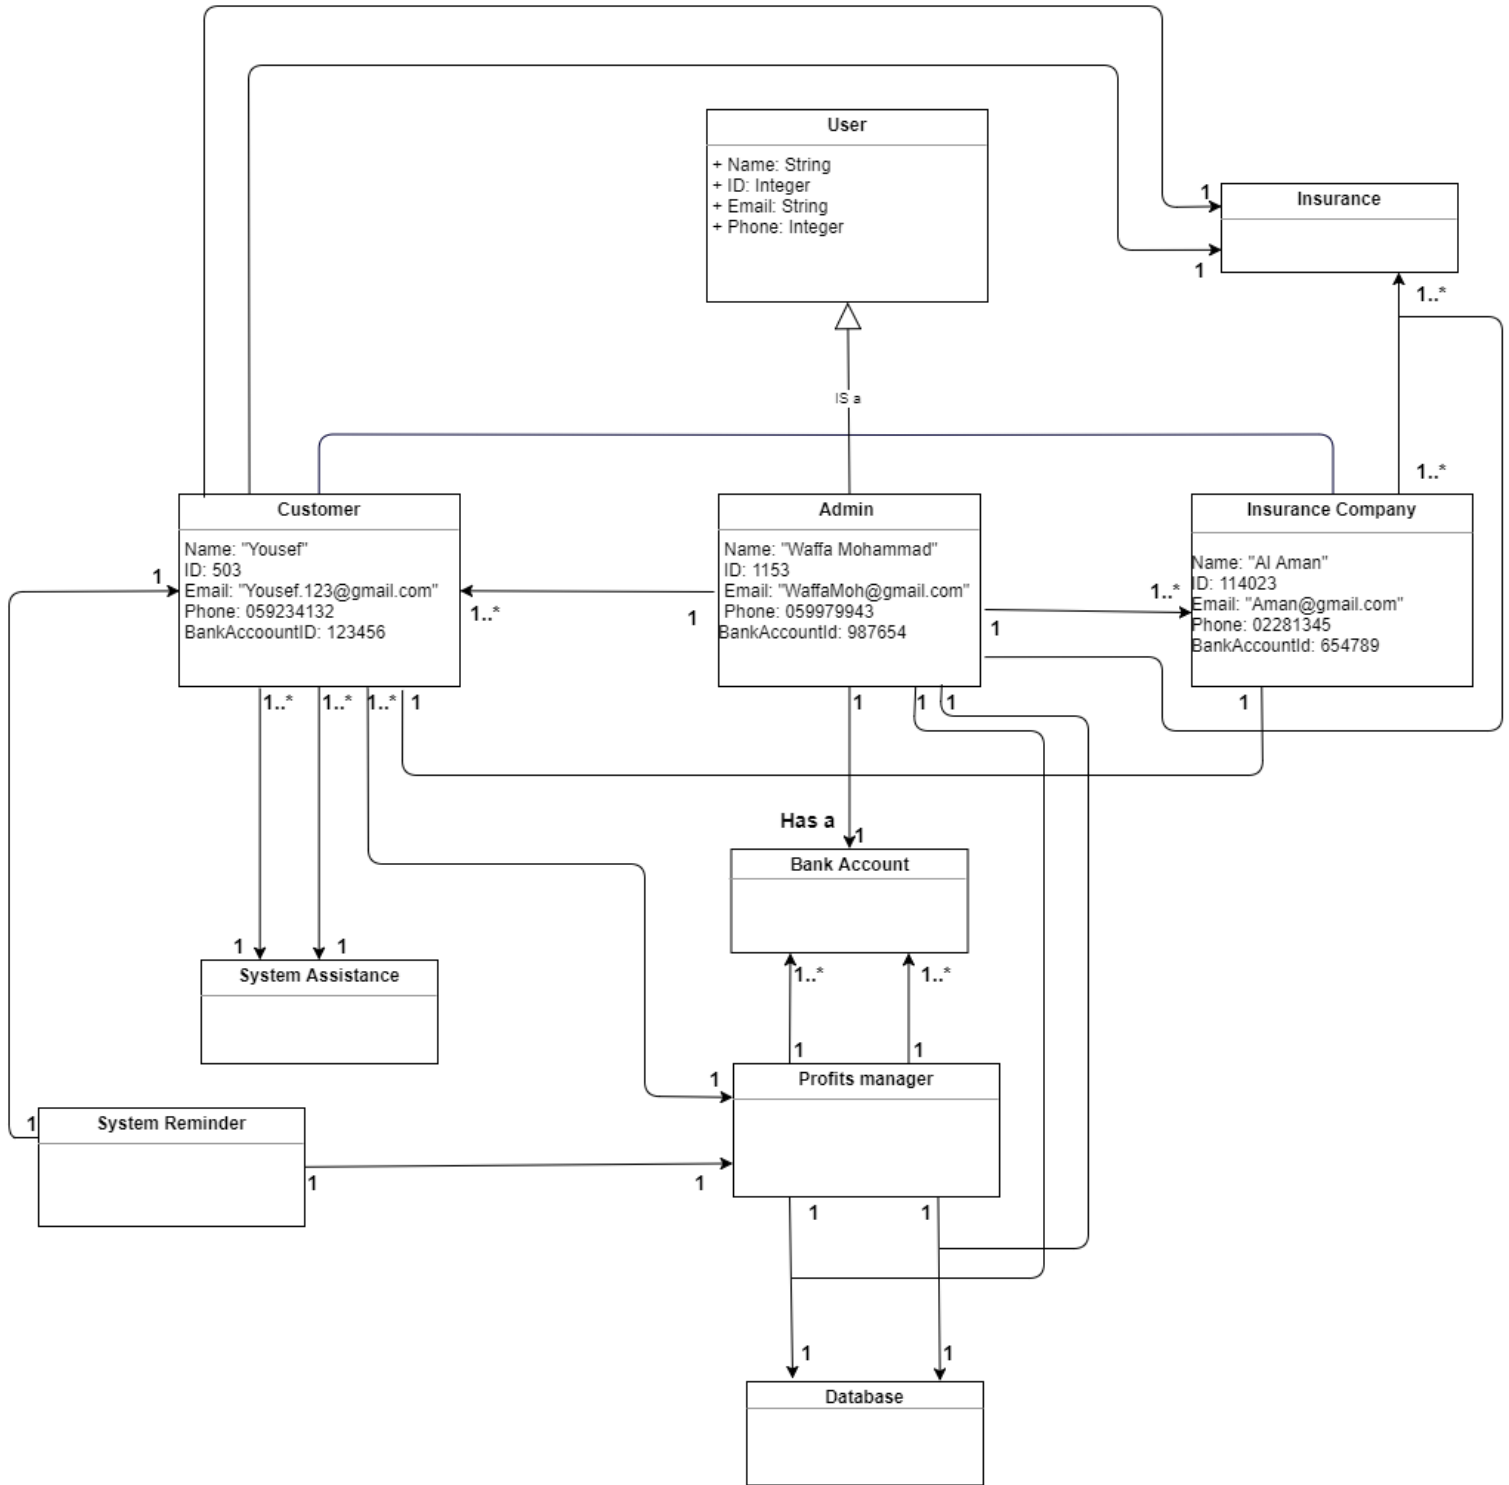 User
+ Name: String
+ ID: Integer
+ Email: String
+ Phone: Integer
1
Insurance
1
1..*
IS a
1..*
Customer
Name: "Yousef"
ID: 503
Email: "Yousef.123@gmail.com"
Phone: 059234132
BankAccoountID: 123456
Admin
Name: "Waffa Mohammad"
ID: 1153
Email: "WaffaMoh@gmail.com"
Phone: 059979943
BankAccountId: 987654
Insurance Company
Name: "Al Aman"
ID: 114023
Email: "Aman@gmail.com"
Phone: 02281345
BankAccountId: 654789
1
1..*
1
1
1..*
1..*
1..*
1..*
1
1
1
1
1
Has a
1
Bank Account
1
1
System Assistance
1..*
1..*
1
1
Profits manager
1
System Reminder
1
1
1
1
1
1
1
Database